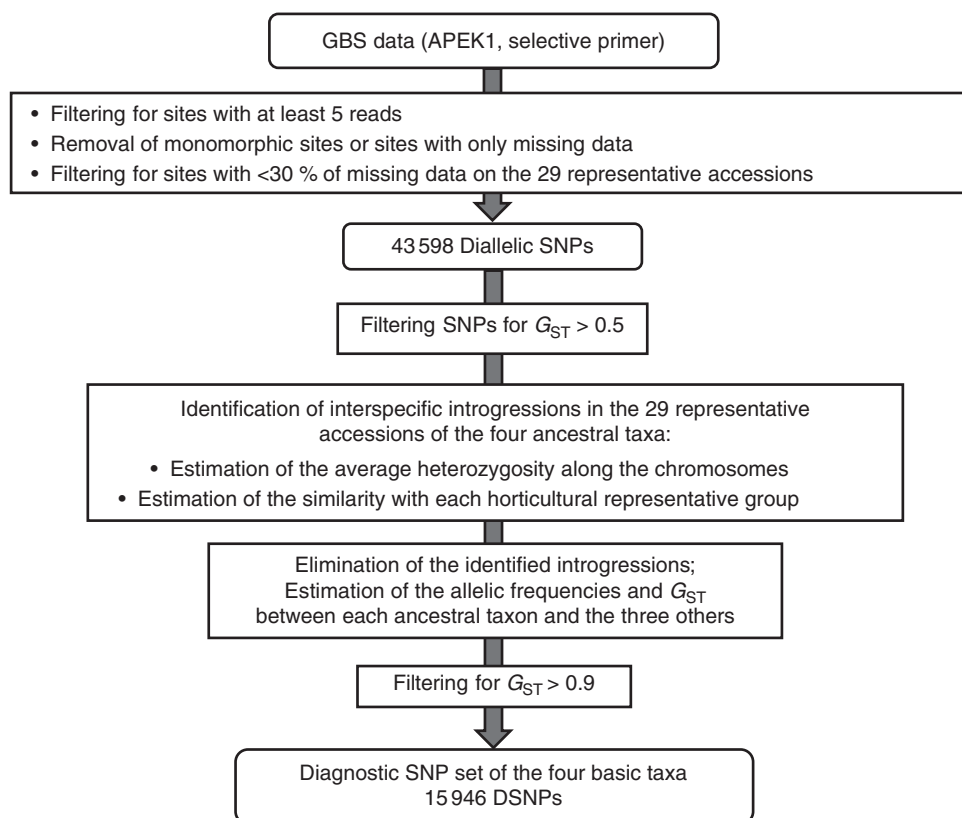 GBS data (APEK1, selective primer)
• Filtering for sites with at least 5 reads
• Removal of monomorphic sites or sites with only missing data
• Filtering for sites with <30 % of missing data on the 29 representative accessions
43 598 Diallelic SNPs
Filtering SNPs for GST > 0.5
Identification of interspecific introgressions in the 29 representative
accessions of the four ancestral taxa:
• Estimation of the average heterozygosity along the chromosomes
• Estimation of the similarity with each horticultural representative group
Elimination of the identified introgressions;
Estimation of the allelic frequencies and GST
between each ancestral taxon and the three others
Filtering for GST > 0.9
Diagnostic SNP set of the four basic taxa
15 946 DSNPs